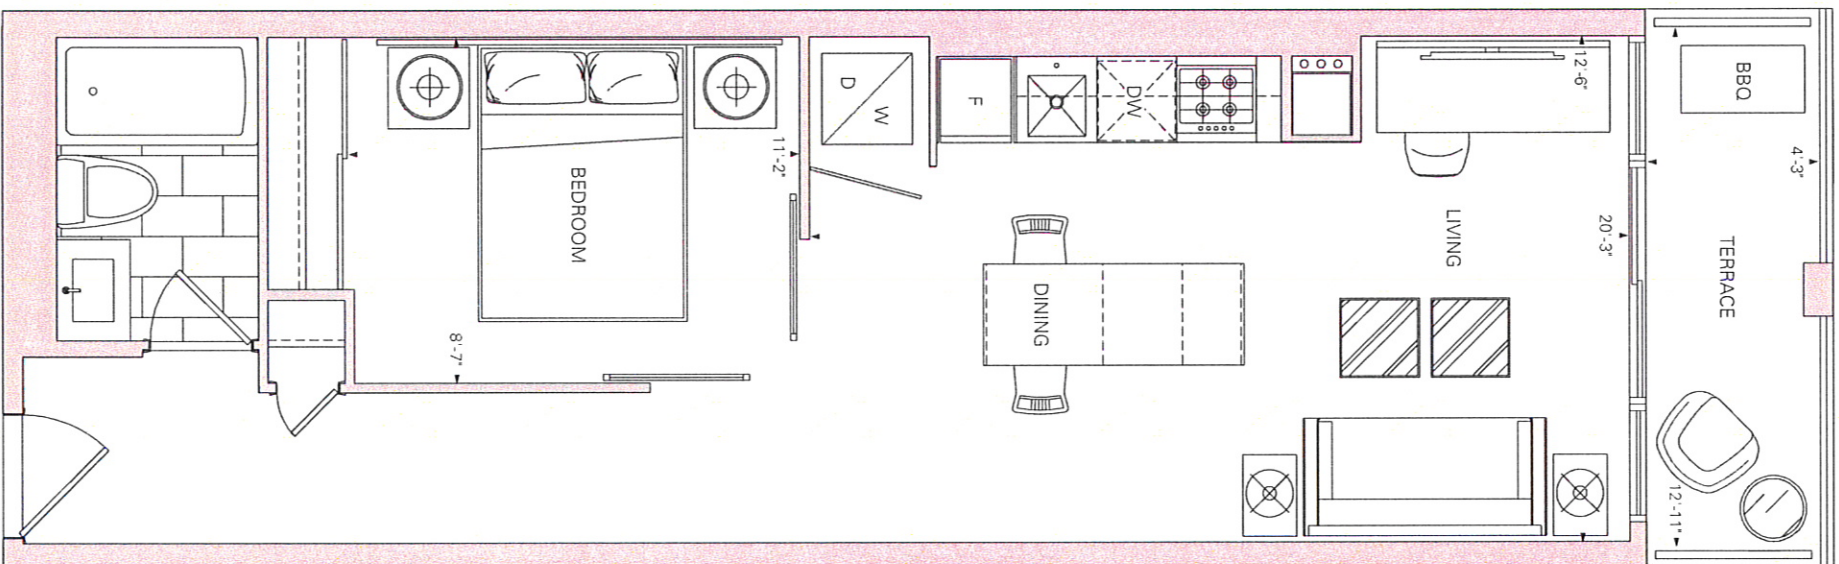 D
W
F
DW
12'-6"
BBQ
4'-3"
11'-2"
BEDROOM
LIVING
20'-3"
TERRACE
DINING
8'-7"
12'-11"